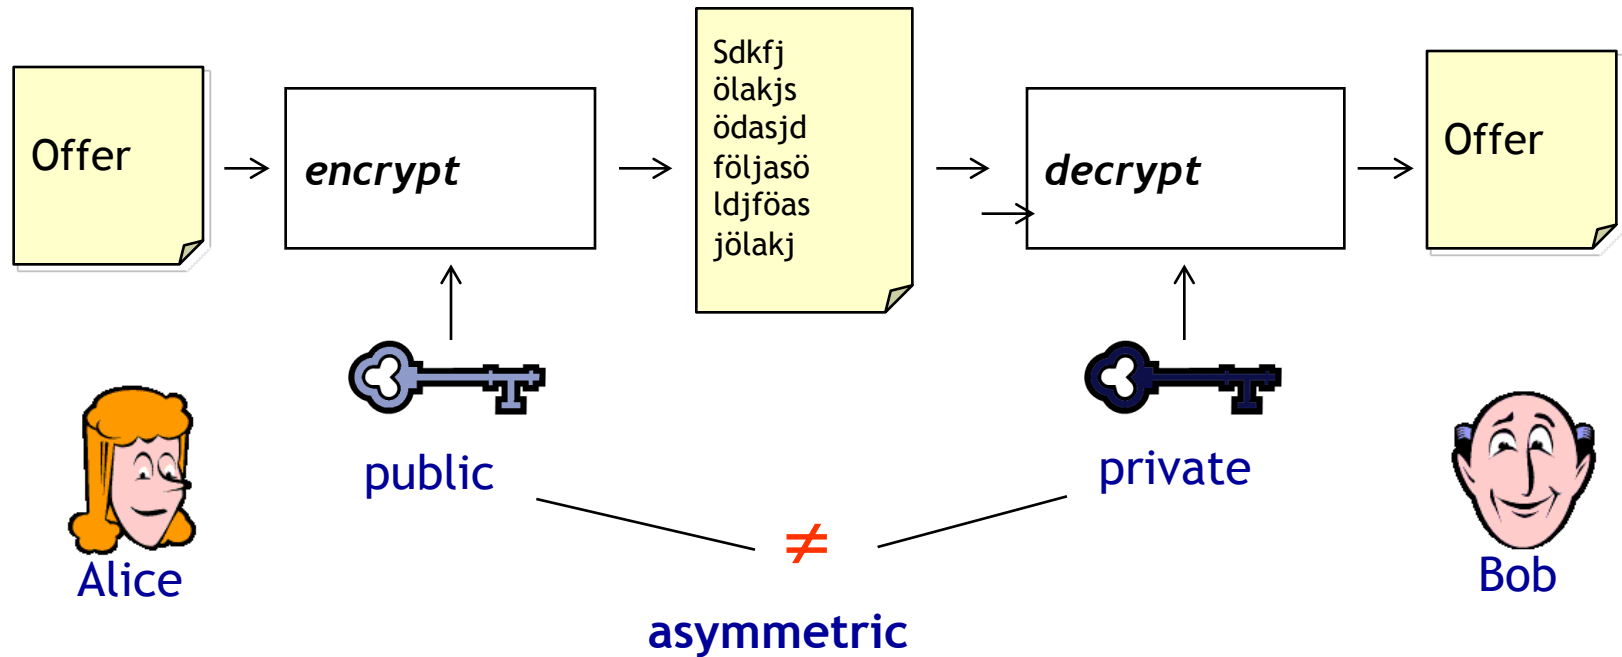 Offer
encrypt
Sdkfj
ölakjs
ödasjd
följasö
ldjföas
jölakj
decrypt
Offer
public
private
≠
Alice
Bob
asymmetric